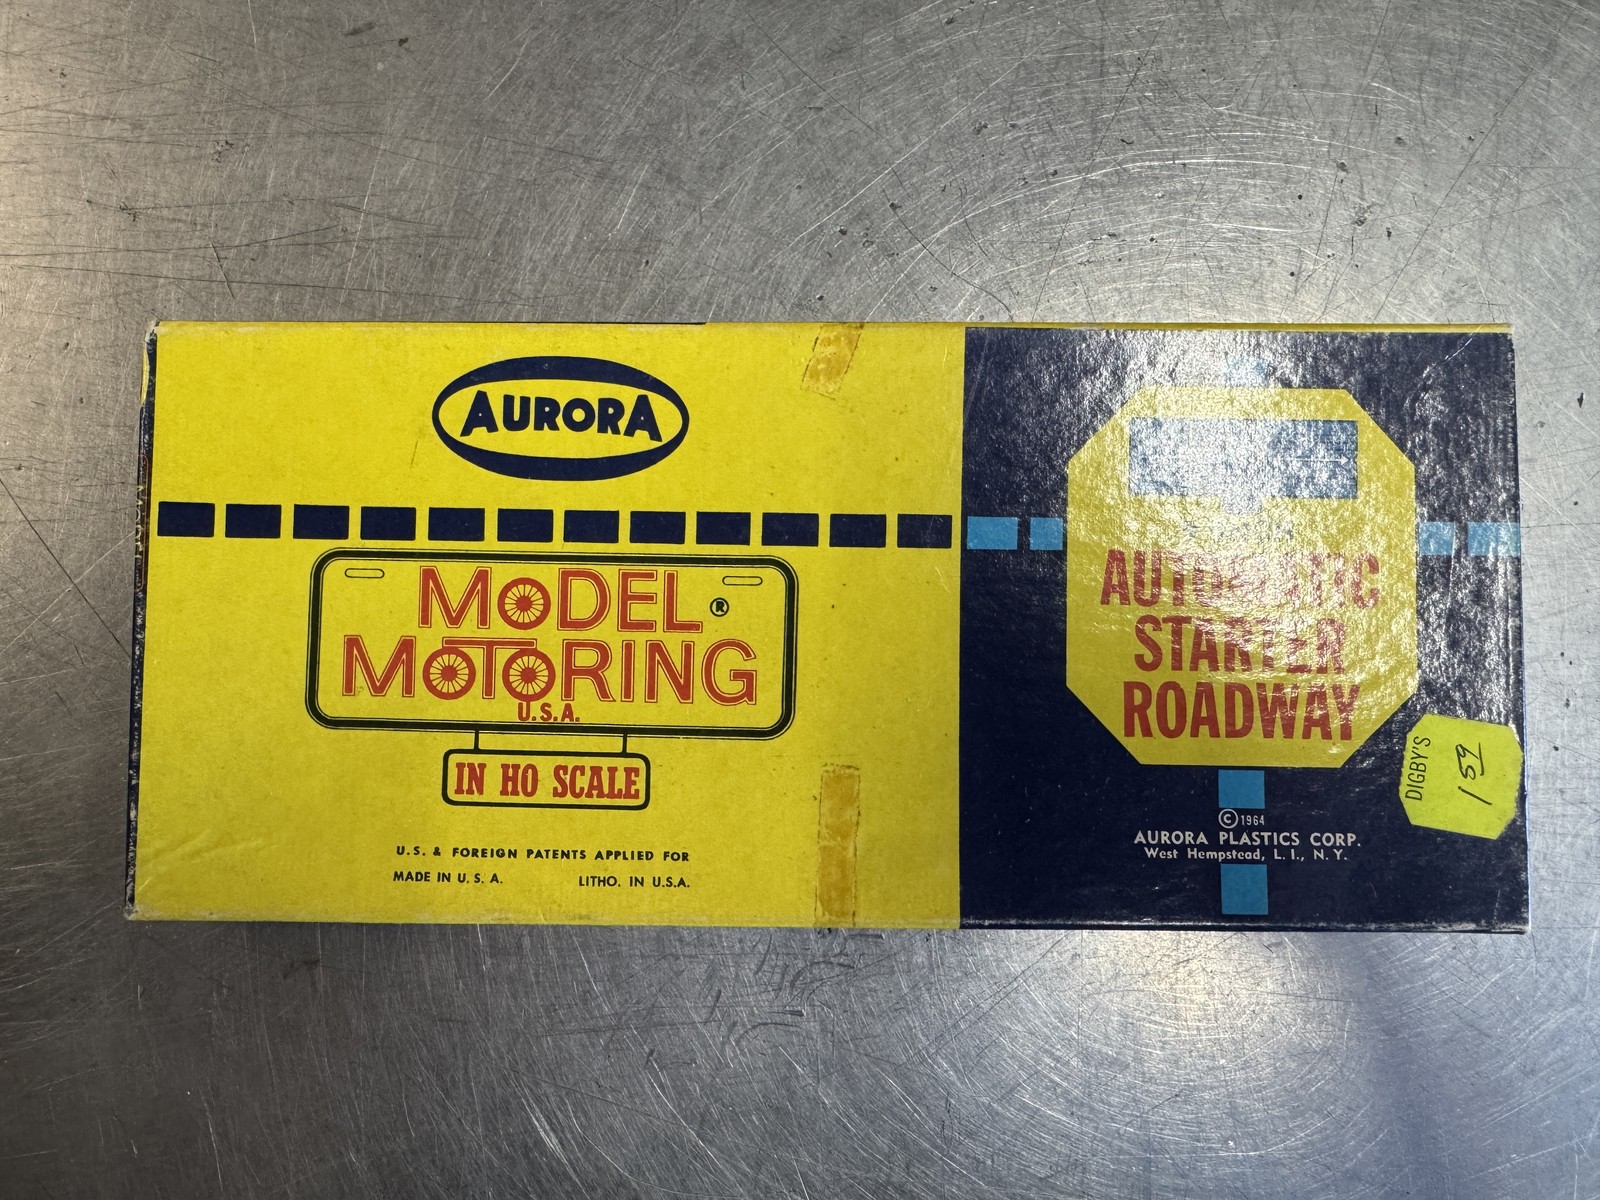 AURORA
MODEL ®
MOTORING
U.S.A.
IN HO SCALE
U.S. & FOREIGN PATENTS APPLIED FOR
MADE IN U.S.A. LITHO. IN U.S.A.
AUTOMATIC
STARTER
ROADWAY
© 1964
AURORA PLASTICS CORP.
West Hempstead, L.I., N.Y.
DIGBY'S
1 59